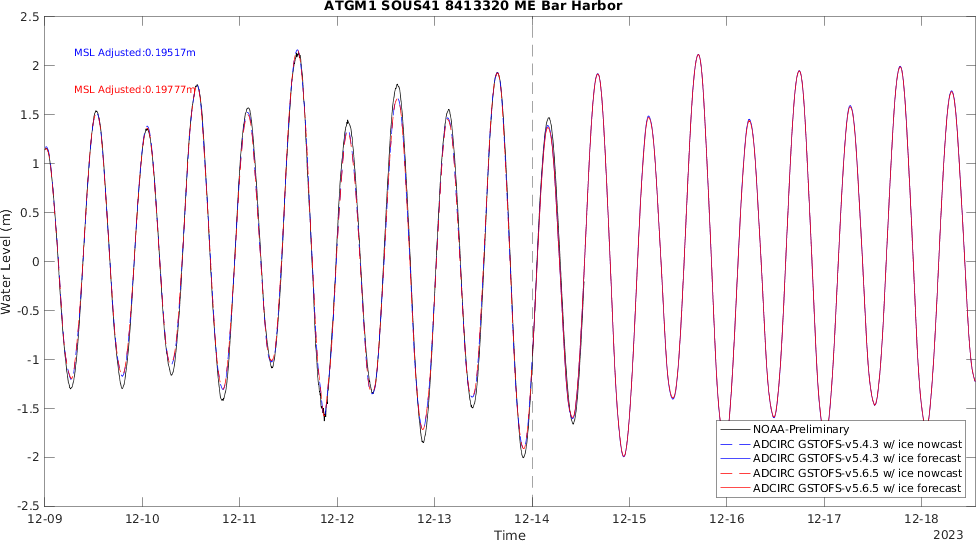 ATGM1 SOUS41 8413320 ME Bar Harbor
2.5
2
1.5
1
0.5
0
-0.5
-1
-1.5
-2
-2.5
Water Level (m)
MSL Adjusted:0.19517m
MSL Adjusted:0.19777m
NOAA-Preliminary
ADCIRC GSTOFS-v5.4.3 w/ ice nowcast
ADCIRC GSTOFS-v5.4.3 w/ ice forecast
ADCIRC GSTOFS-v5.6.5 w/ ice nowcast
ADCIRC GSTOFS-v5.6.5 w/ ice forecast
12-09 12-10 12-11 12-12 12-13 12-14 12-15 12-16 12-17 12-18
Time
2023